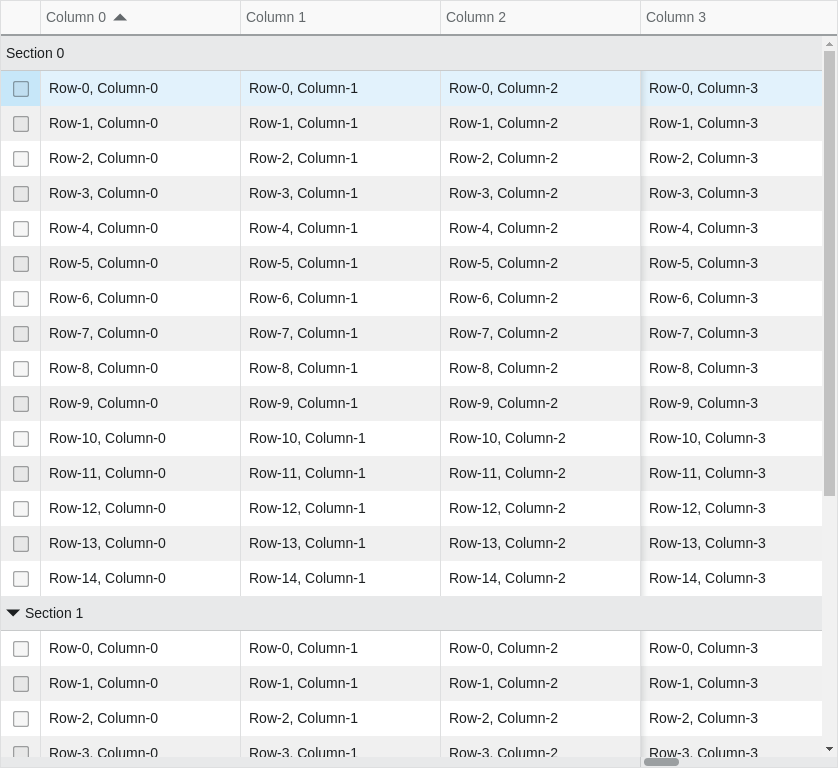 Column 0 Column 1 Column 2 Column 3
Section 0
Row-0, Column-0 Row-0, Column-1 Row-0, Column-2 Row-0, Column-3
Row-1, Column-0 Row-1, Column-1 Row-1, Column-2 Row-1, Column-3
Row-2, Column-0 Row-2, Column-1 Row-2, Column-2 Row-2, Column-3
Row-3, Column-0 Row-3, Column-1 Row-3, Column-2 Row-3, Column-3
Row-4, Column-0 Row-4, Column-1 Row-4, Column-2 Row-4, Column-3
Row-5, Column-0 Row-5, Column-1 Row-5, Column-2 Row-5, Column-3
Row-6, Column-0 Row-6, Column-1 Row-6, Column-2 Row-6, Column-3
Row-7, Column-0 Row-7, Column-1 Row-7, Column-2 Row-7, Column-3
Row-8, Column-0 Row-8, Column-1 Row-8, Column-2 Row-8, Column-3
Row-9, Column-0 Row-9, Column-1 Row-9, Column-2 Row-9, Column-3
Row-10, Column-0 Row-10, Column-1 Row-10, Column-2 Row-10, Column-3
Row-11, Column-0 Row-11, Column-1 Row-11, Column-2 Row-11, Column-3
Row-12, Column-0 Row-12, Column-1 Row-12, Column-2 Row-12, Column-3
Row-13, Column-0 Row-13, Column-1 Row-13, Column-2 Row-13, Column-3
Row-14, Column-0 Row-14, Column-1 Row-14, Column-2 Row-14, Column-3
Section 1
Row-0, Column-0 Row-0, Column-1 Row-0, Column-2 Row-0, Column-3
Row-1, Column-0 Row-1, Column-1 Row-1, Column-2 Row-1, Column-3
Row-2, Column-0 Row-2, Column-1 Row-2, Column-2 Row-2, Column-3
Row-3, Column-0 Row-3, Column-1 Row-3, Column-2 Row-3, Column-3